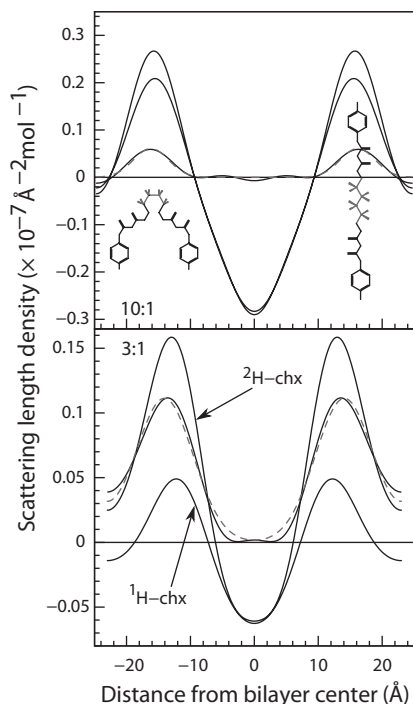 Scattering length density (× 10⁻⁷ Å⁻²mol⁻¹)
0.3
0.2
0.1
0
−0.1
−0.2
−0.3
10:1
3:1
0.15
0.1
0.05
0
−0.05
²H−chx
¹H−chx
−20 −10 0 10 20
Distance from bilayer center (Å)